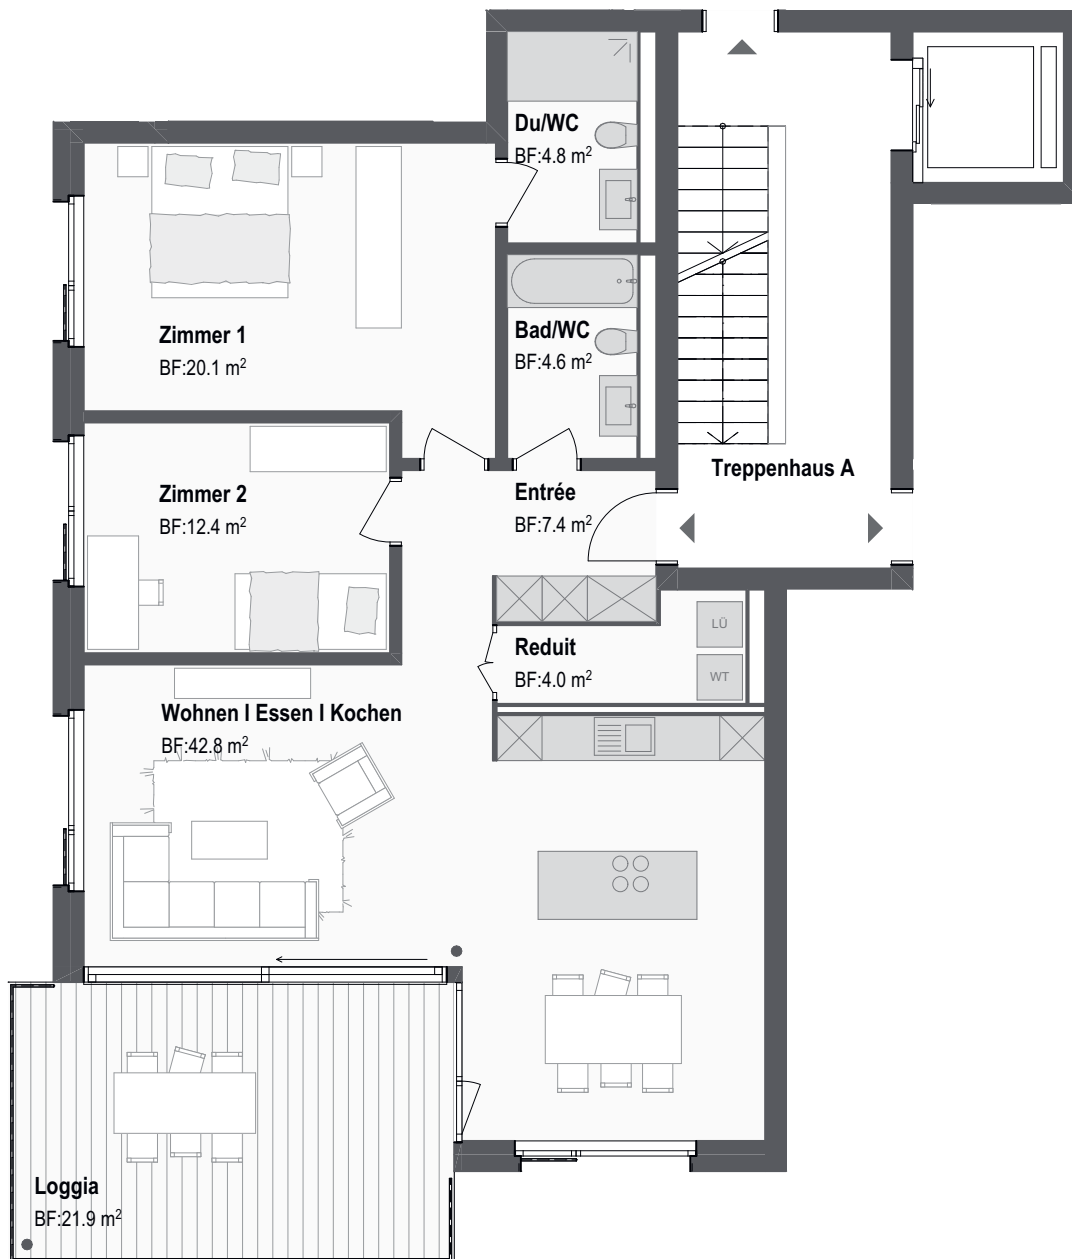 Du/WC
BF:4.8 m²
Zimmer 1
BF:20.1 m²
Bad/WC
BF:4.6 m²
Treppenhaus A
Zimmer 2
BF:12.4 m²
Entrée
BF:7.4 m²
LÜ
Reduit
BF:4.0 m²
WT
Wohnen I Essen I Kochen
BF:42.8 m²
Loggia
BF:21.9 m²